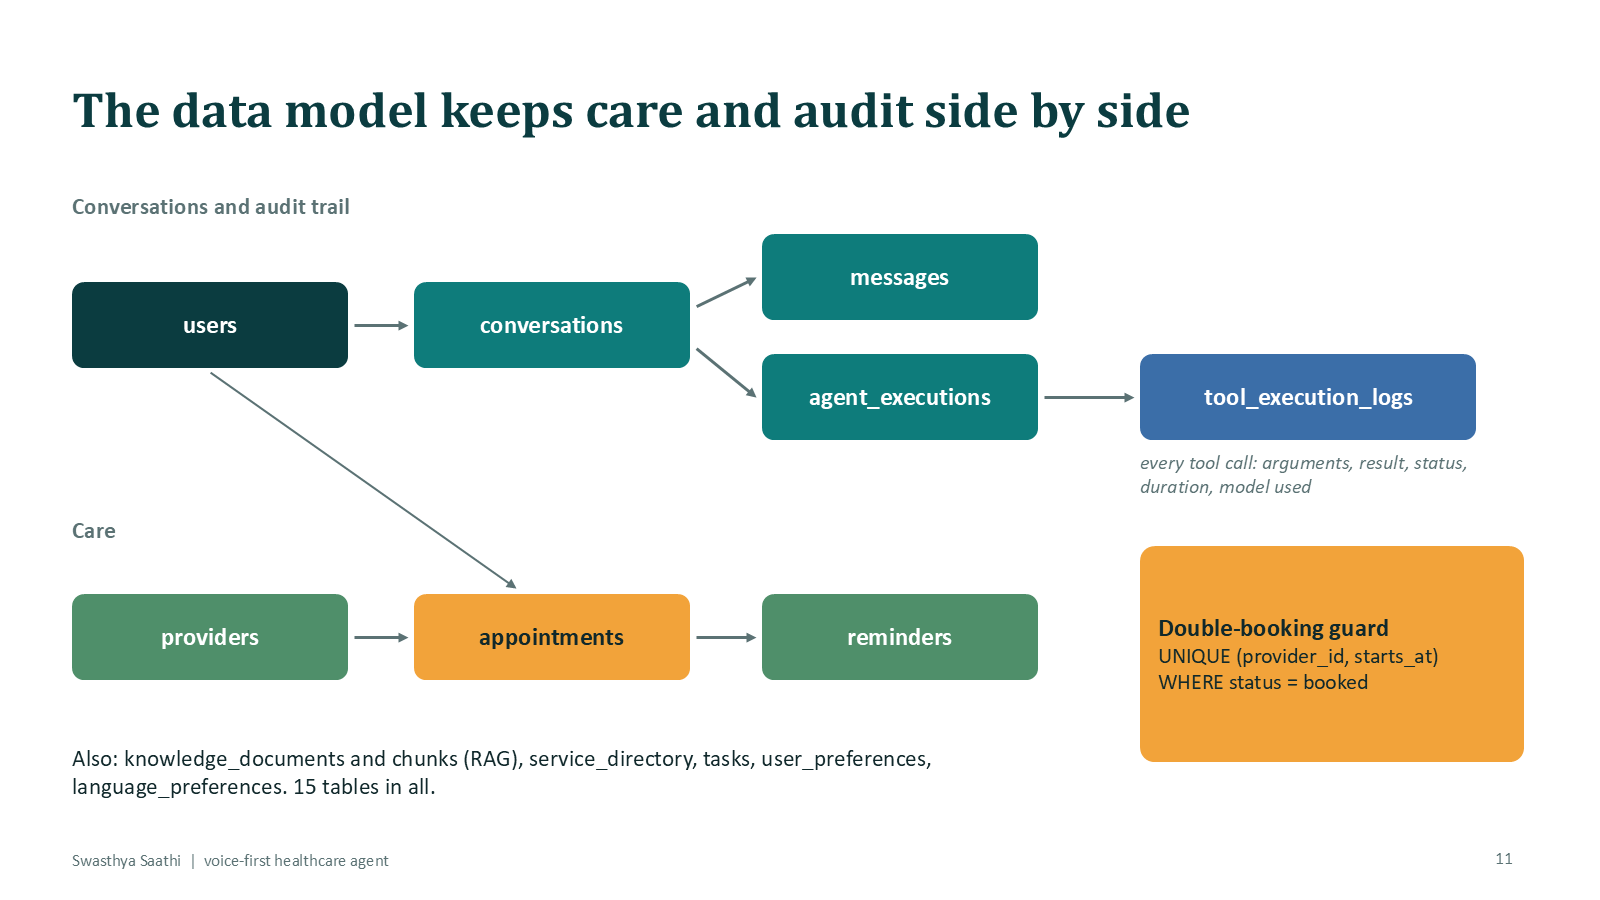 The data model keeps care and audit side by side
Conversations and audit trail
messages
users
conversations
agent_executions
tool_execution_logs
every tool call: arguments, result, status,
duration, model used
Care
providers
appointments
reminders
Double-booking guard
UNIQUE (provider_id, starts_at)
WHERE status = booked
Also: knowledge_documents and chunks (RAG), service_directory, tasks, user_preferences,
language_preferences. 15 tables in all.
Swasthya Saathi | voice-first healthcare agent
11